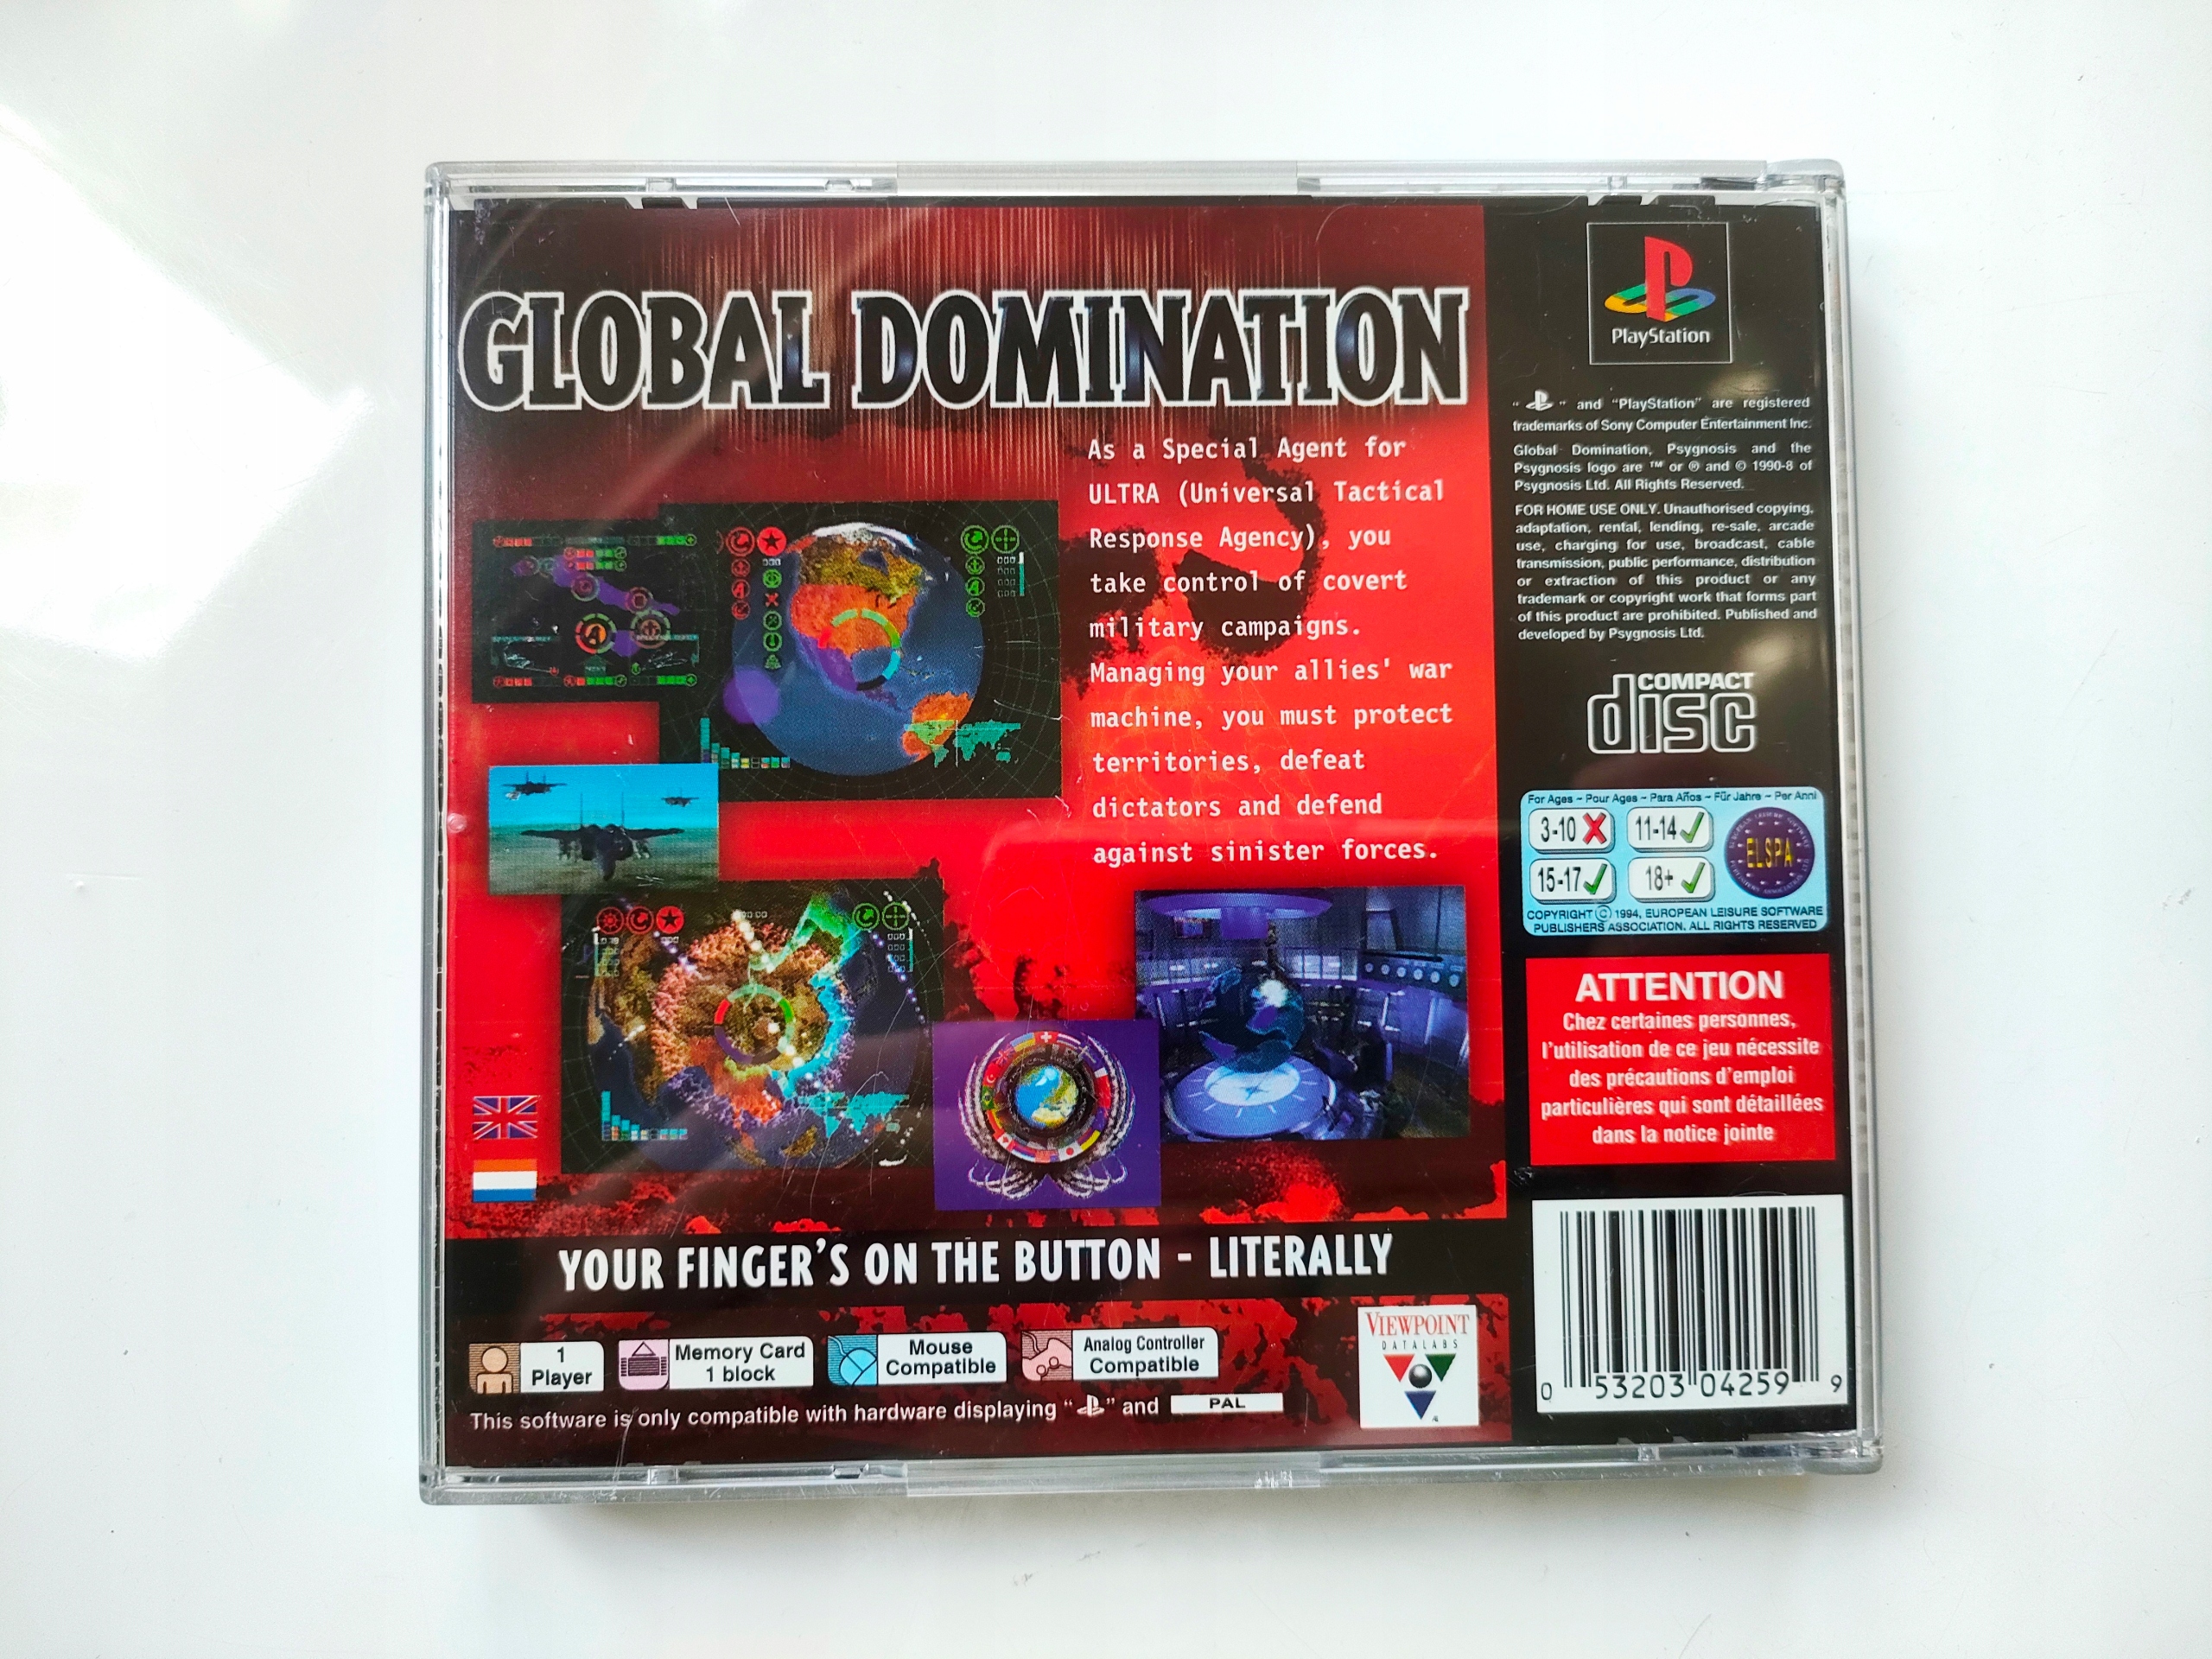 GLOBAL DOMINATION
As a Special Agent for
ULTRA (Universal Tactical
Response Agency), you
take control of covert
military campaigns.
Managing your allies' war
machine, you must protect
territories, defeat
dictators and defend
against sinister forces.
YOUR FINGER'S ON THE BUTTON - LITERALLY
1
Player
Memory Card
1 block
Mouse
Compatible
Analog Controller
Compatible
This software is only compatible with hardware displaying " " and PAL
VIEWPOINT
DATALABS
PlayStation
" " and "PlayStation" are registered
trademarks of Sony Computer Entertainment Inc.
Global Domination, Psygnosis and the
Psygnosis logo are ™ or ® and © 1990-8 of
Psygnosis Ltd. All Rights Reserved.
FOR HOME USE ONLY. Unauthorised copying,
adaptation, rental, lending, re-sale, arcade
use, charging for use, broadcast, cable
transmission, public performance, distribution
or extraction of this product or any
trademark or copyright work that forms part
of this product are prohibited. Published and
developed by Psygnosis Ltd.
COMPACT
disc
For Ages – Pour Ages – Para Años – Für Jahre – Per Anni
3-10 11-14
15-17 18+
ELSPA
COPYRIGHT © 1994, EUROPEAN LEISURE SOFTWARE
PUBLISHERS ASSOCIATION. ALL RIGHTS RESERVED
ATTENTION
Chez certaines personnes,
l'utilisation de ce jeu nécessite
des précautions d'emploi
particulières qui sont détaillées
dans la notice jointe
0 53203 04259 9